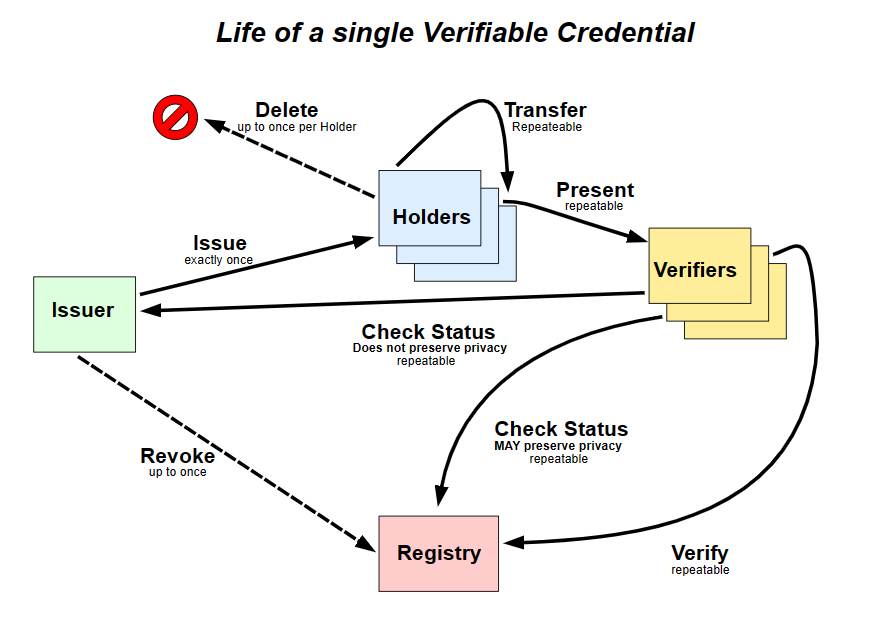 Life of a single Verifiable Credential
Delete
up to once per Holder
Transfer
Repeateable
Present
repeatable
Holders
Issue
exactly once
Verifiers
Issuer
Check Status
Does not preserve privacy
repeatable
Check Status
MAY preserve privacy
repeatable
Revoke
up to once
Registry
Verify
repeatable